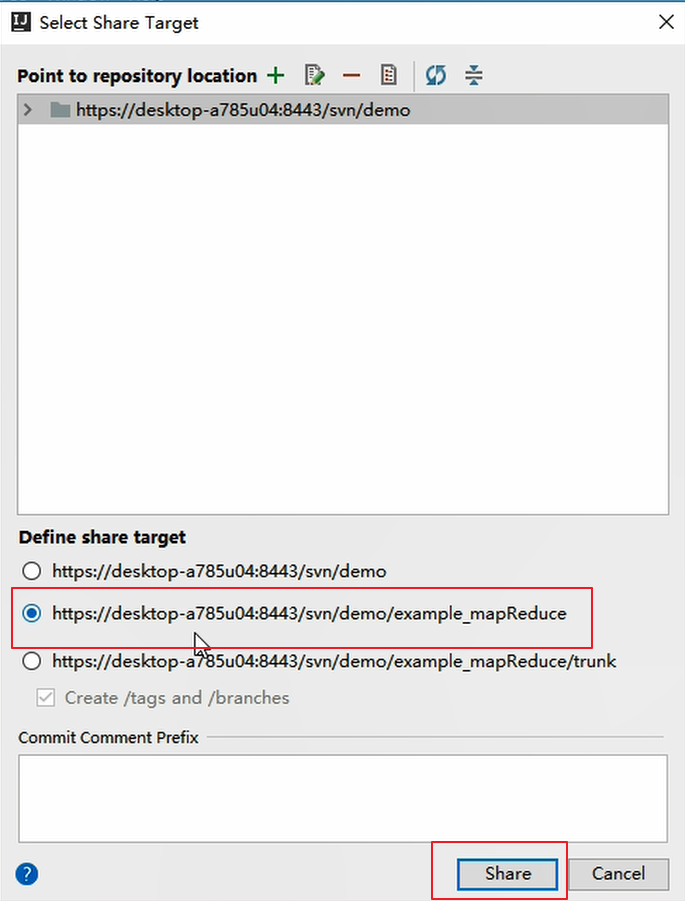 IJ Select Share Target
Point to repository location
https://desktop-a785u04:8443/svn/demo
Define share target
https://desktop-a785u04:8443/svn/demo
https://desktop-a785u04:8443/svn/demo/example_mapReduce
https://desktop-a785u04:8443/svn/demo/example_mapReduce/trunk
Create /tags and /branches
Commit Comment Prefix
? Share Cancel